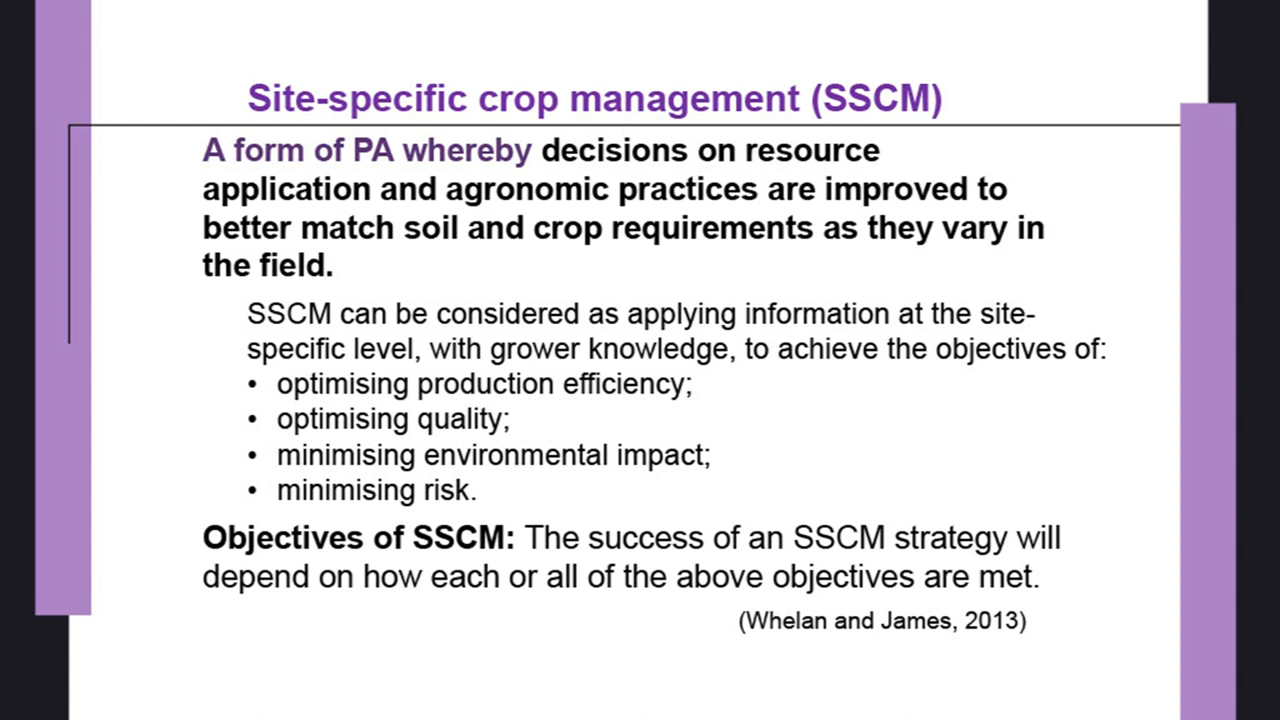 Site-specific crop management (SSCM)
A form of PA whereby decisions on resource
application and agronomic practices are improved to
better match soil and crop requirements as they vary in
the field.
SSCM can be considered as applying information at the site-
specific level, with grower knowledge, to achieve the objectives of:
• optimising production efficiency;
• optimising quality;
• minimising environmental impact;
• minimising risk.
Objectives of SSCM: The success of an SSCM strategy will
depend on how each or all of the above objectives are met.
(Whelan and James, 2013)